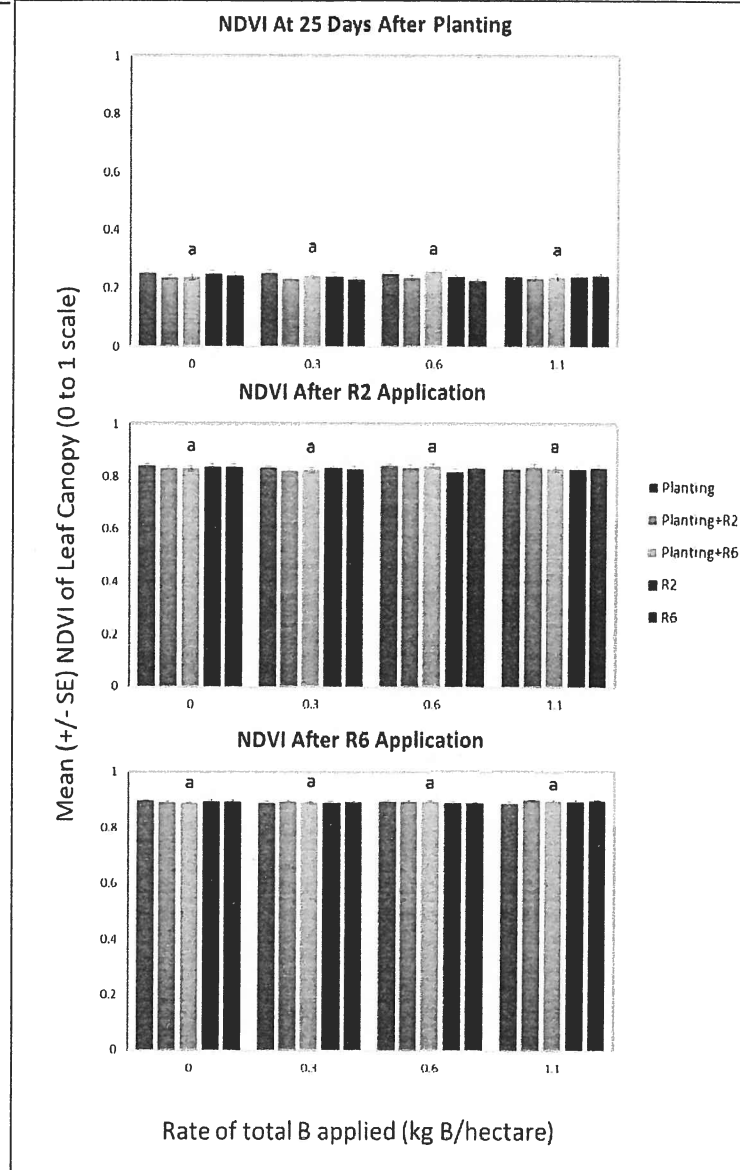 NDVI At 25 Days After Planting
1
0.8
0.6
0.4
0.2
0
a a a a
0 0.3 0.6 1.1
NDVI After R2 Application
1
0.8
0.6
0.4
0.2
0
a a a a
0 0.3 0.6 1.1
NDVI After R6 Application
1
0.8
0.6
0.4
0.2
0
a a a a
0 0.3 0.6 1.1
Mean (+/- SE) NDVI of Leaf Canopy (0 to 1 scale)
Rate of total B applied (kg B/hectare)
Planting
Planting+R2
Planting+R6
R2
R6